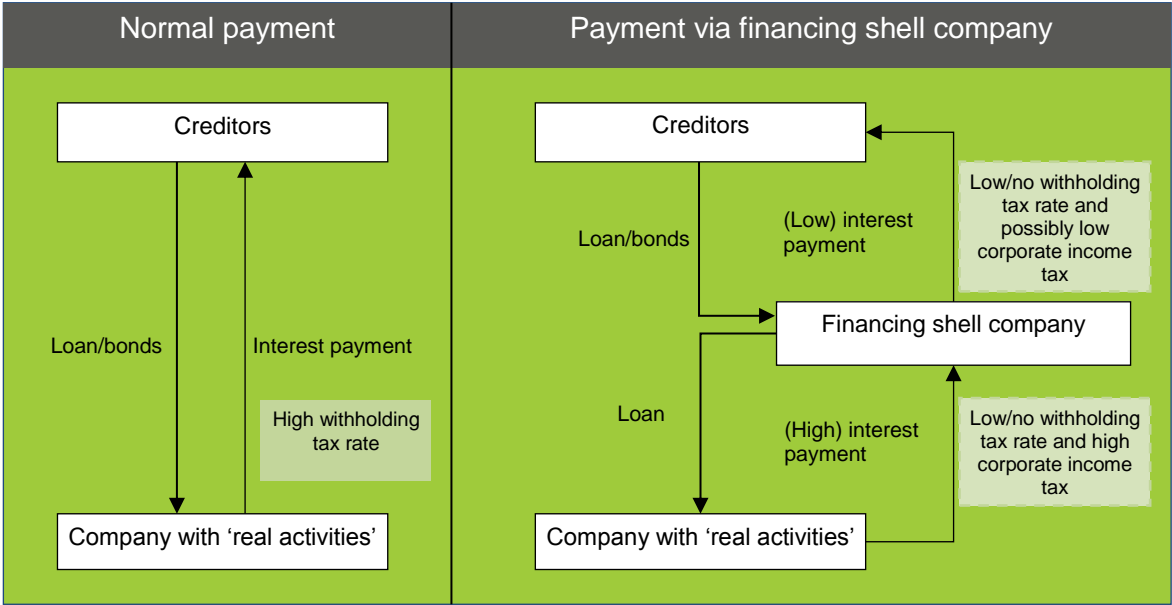 Normal payment
Payment via financing shell company
Creditors
Loan/bonds
Interest payment
High withholding
tax rate
Company with ‘real activities’
Creditors
Loan/bonds
(Low) interest
payment
Low/no withholding
tax rate and
possibly low
corporate income
tax
Financing shell company
Loan
(High) interest
payment
Low/no withholding
tax rate and high
corporate income
tax
Company with ‘real activities’